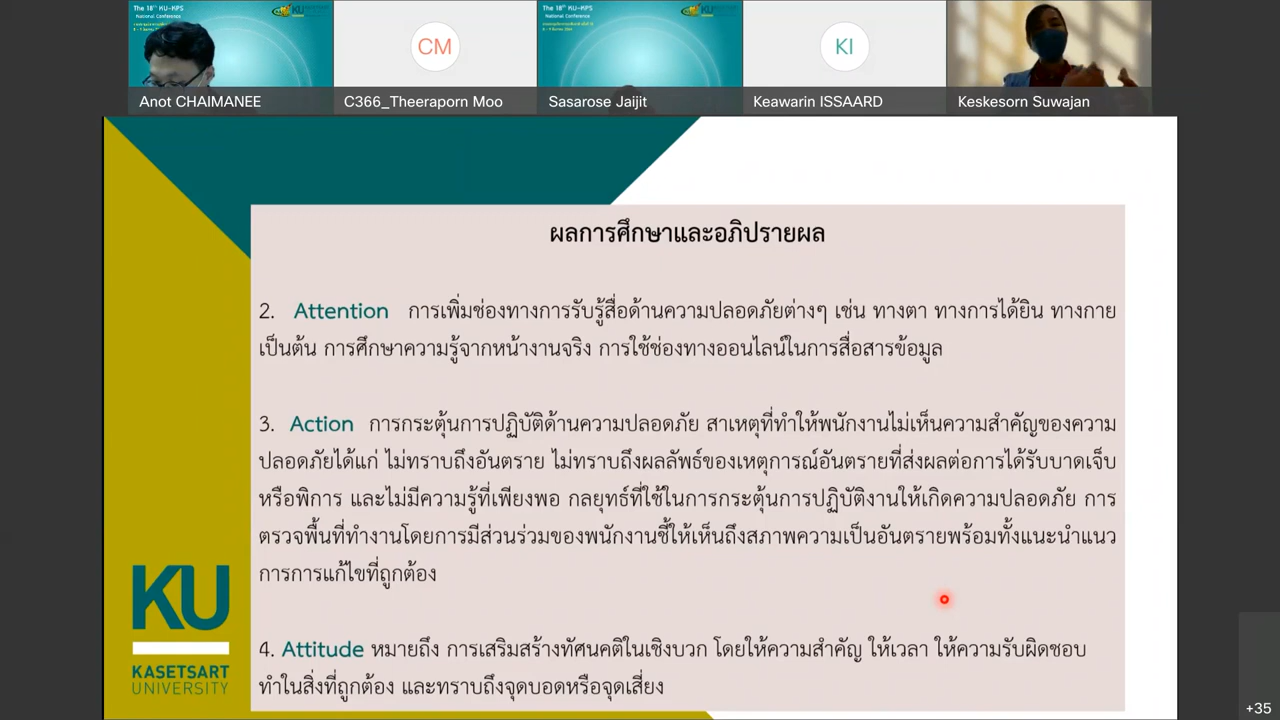 The 18th KU-KPS
National Conference
KU
The 18th KU-KPS
National Conference
KU
CM
KI
Anot CHAIMANEE
C366_Theeraporn Moo
Sasarose Jaijit
Keawarin ISSAARD
Keskesorn Suwajan
ผลการศึกษาและอภิปรายผล
2. Attention การเพิ่มช่องทางการรับรู้สื่อด้านความปลอดภัยต่างๆ เช่น ทางตา ทางการได้ยิน ทางกาย
เป็นต้น การศึกษาความรู้จากหน้างานจริง การใช้ช่องทางออนไลน์ในการสื่อสารข้อมูล
3. Action การกระตุ้นการปฏิบัติด้านความปลอดภัย สาเหตุที่ทำให้พนักงานไม่เห็นความสำคัญของความ
ปลอดภัยได้แก่ ไม่ทราบถึงอันตราย ไม่ทราบถึงผลลัพธ์ของเหตุการณ์อันตรายที่ส่งผลต่อการได้รับบาดเจ็บ
หรือพิการ และไม่มีความรู้ที่เพียงพอ กลยุทธ์ที่ใช้ในการกระตุ้นการปฏิบัติงานให้เกิดความปลอดภัย การ
ตรวจพื้นที่ทำงานโดยการมีส่วนร่วมของพนักงานชี้ให้เห็นถึงสภาพความเป็นอันตรายพร้อมทั้งแนะนำแนว
การการแก้ไขที่ถูกต้อง
4. Attitude หมายถึง การเสริมสร้างทัศนคติในเชิงบวก โดยให้ความสำคัญ ให้เวลา ให้ความรับผิดชอบ
ทำในสิ่งที่ถูกต้อง และทราบถึงจุดบอดหรือจุดเสี่ยง
KU
KASETSART
UNIVERSITY
+35